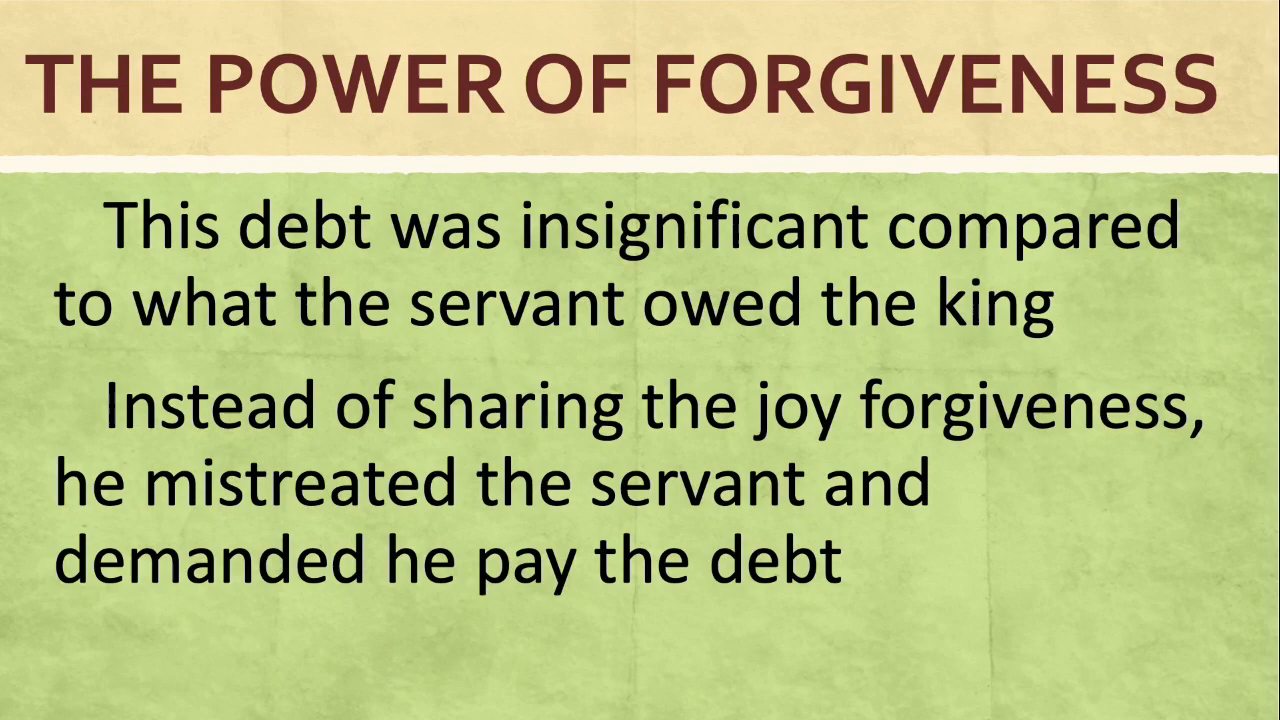 THE POWER OF FORGIVENESS
This debt was insignificant compared
to what the servant owed the king
Instead of sharing the joy forgiveness,
he mistreated the servant and
demanded he pay the debt